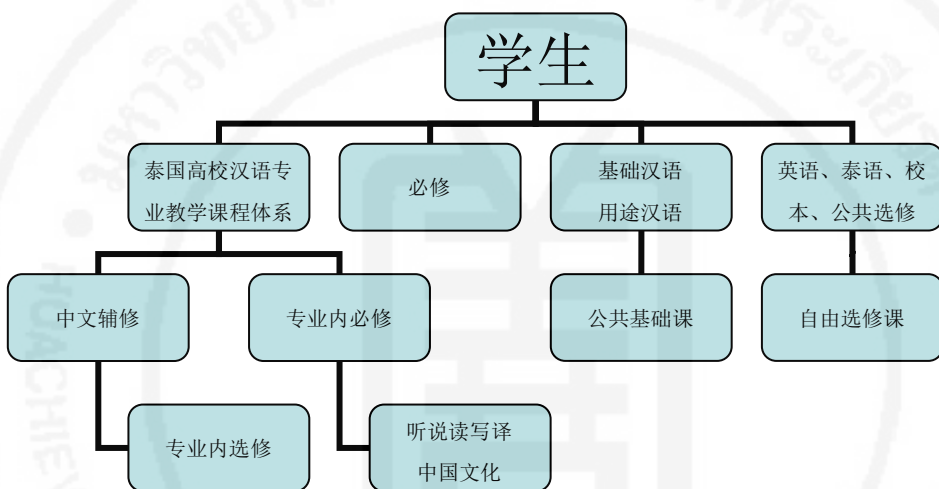 学生
泰国高校汉语专
业教学课程体系
必修
基础汉语
用途汉语
英语、泰语、校
本、公共选修
中文辅修
专业内必修
公共基础课
自由选修课
专业内选修
听说读写译
中国文化